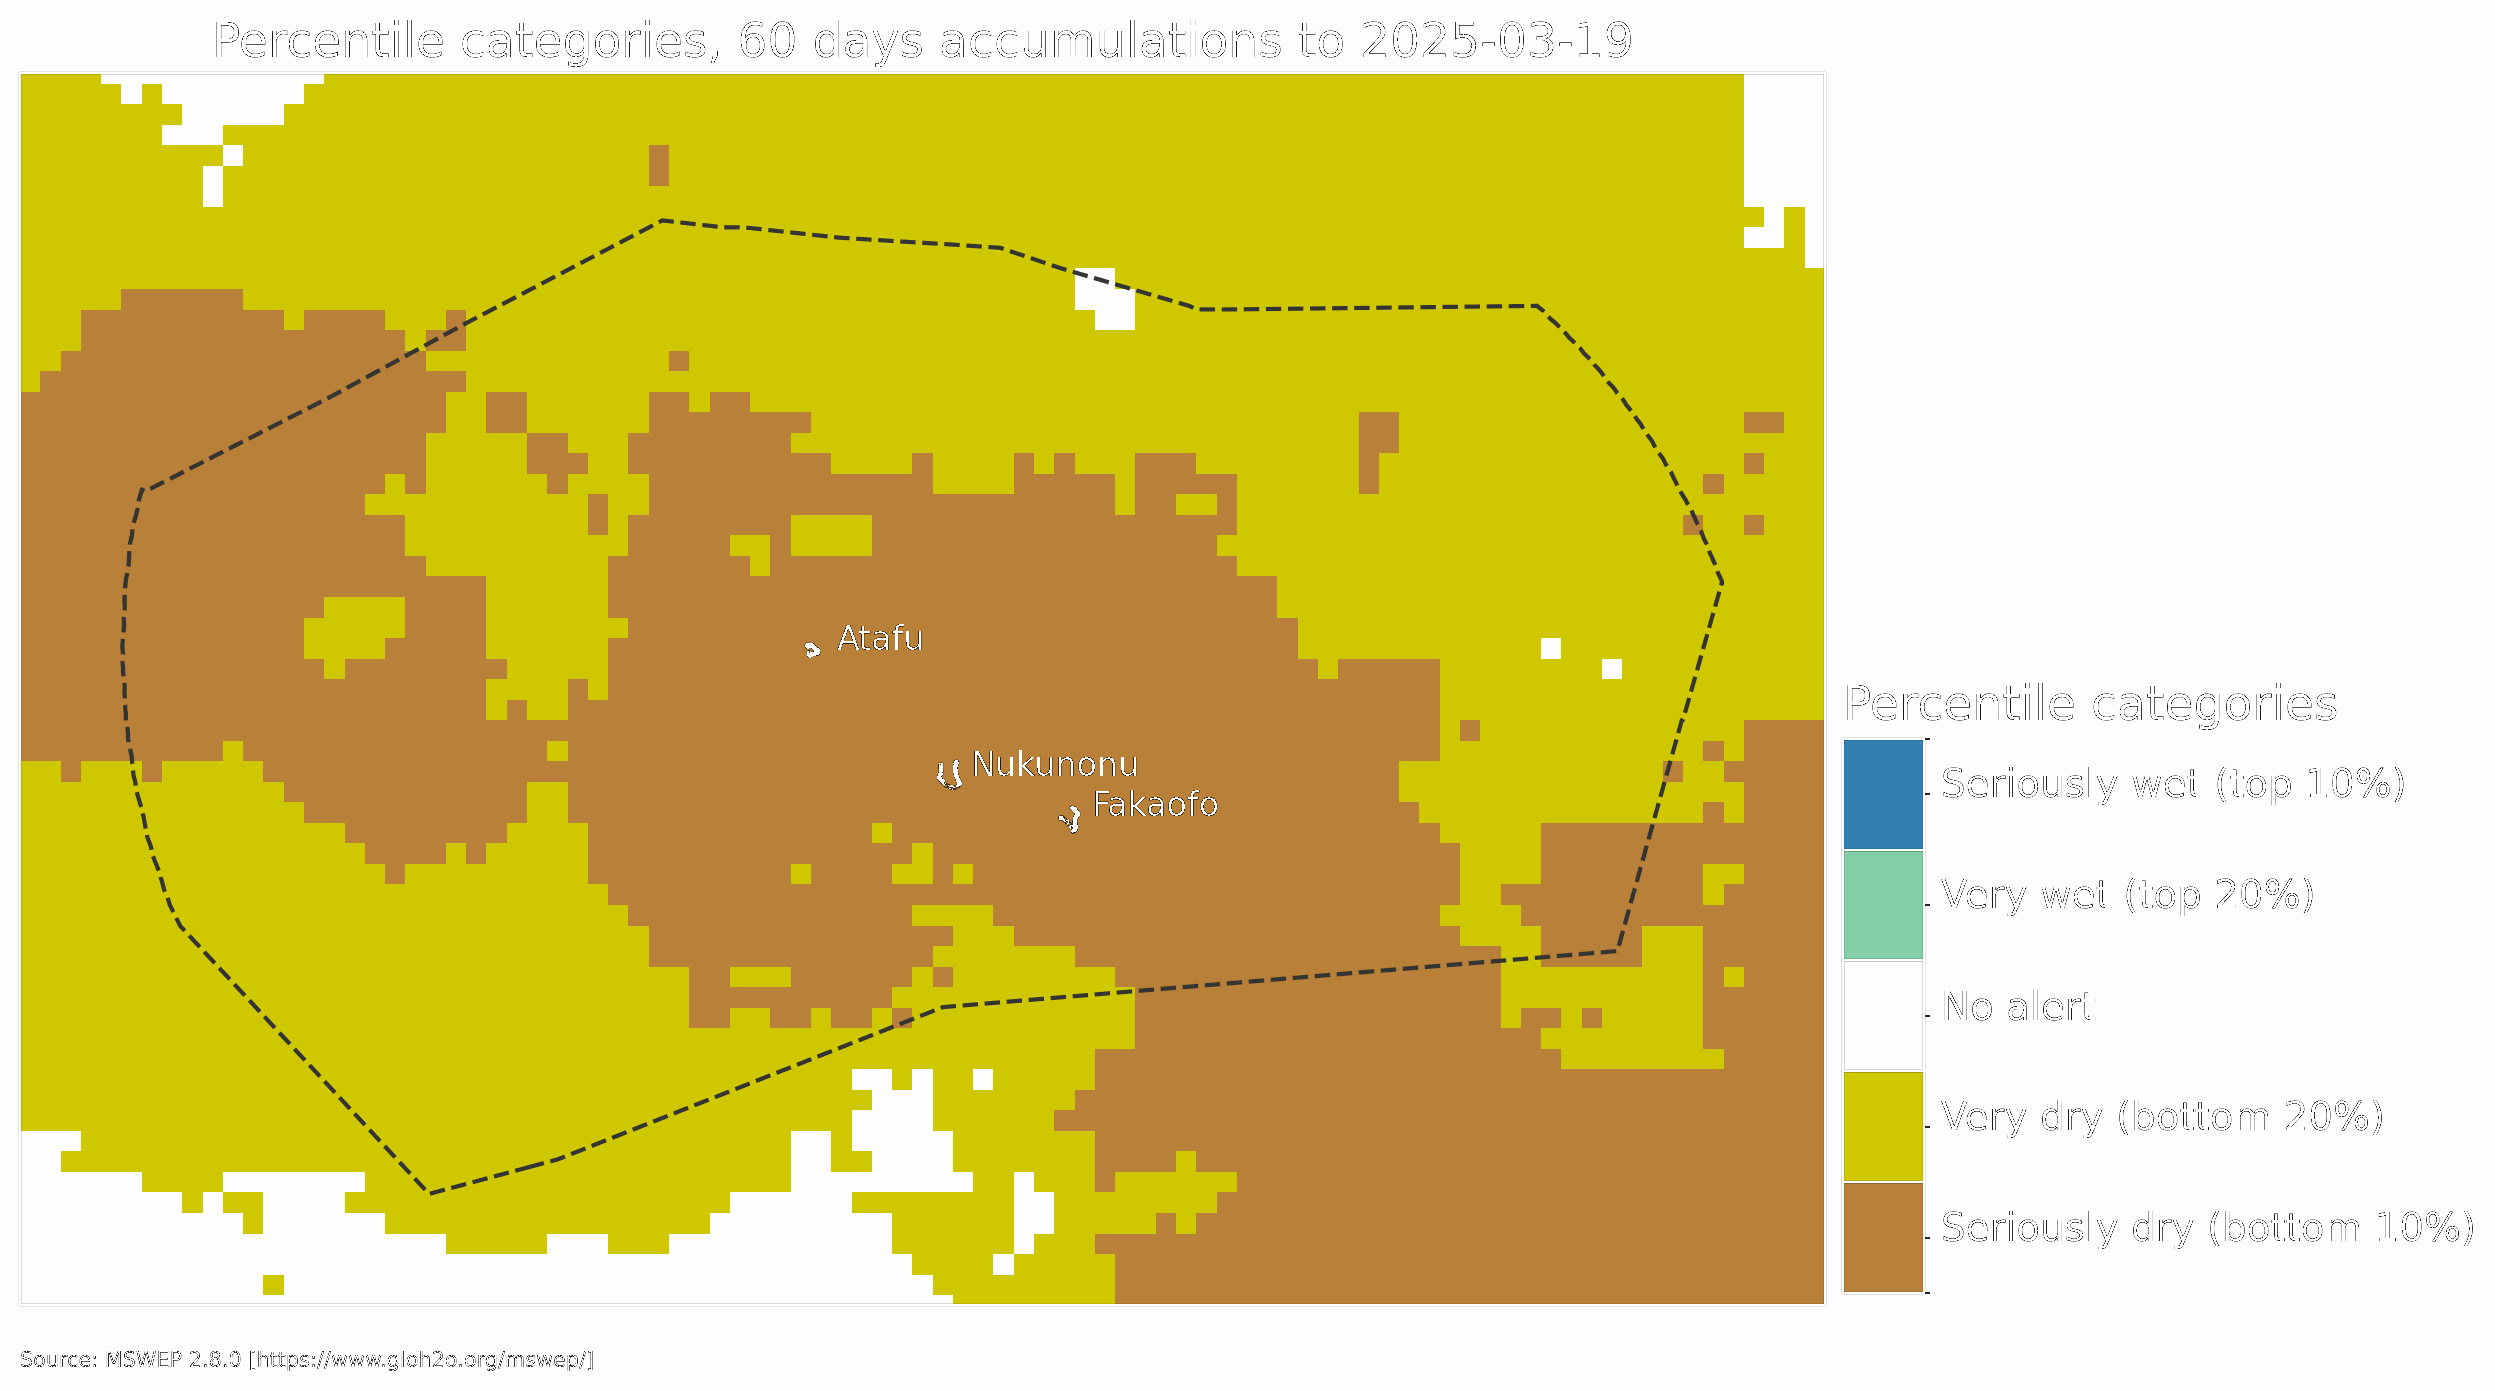 Percentile categories, 60 days accumulations to 2025-03-19
Atafu
Nukunonu
Fakaofo
Percentile categories
Seriously wet (top 10%)
Very wet (top 20%)
No alert
Very dry (bottom 20%)
Seriously dry (bottom 10%)
Source: MSWEP 2.8.0 [https://www.gloh2o.org/mswep/]